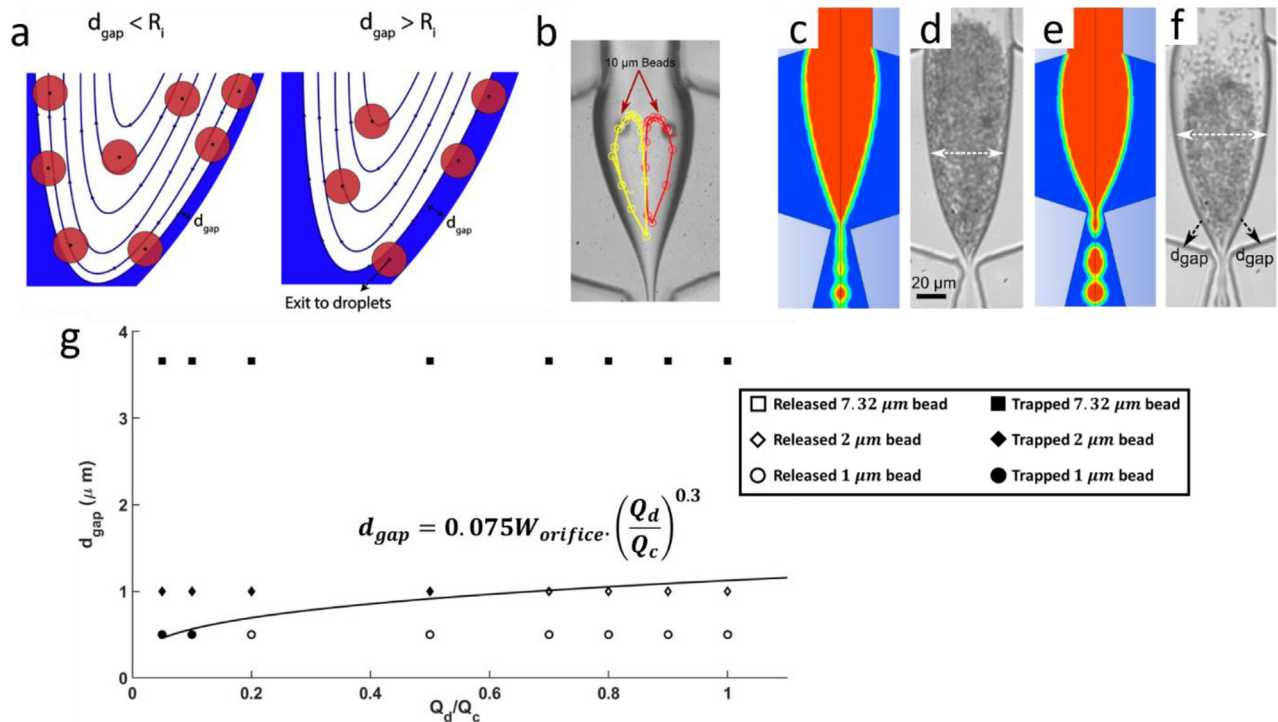 a
d_gap < R_i
d_gap > R_i
d_gap
d_gap
Exit to droplets
b
10 μm Beads
c
d
20 μm
e
f
d_gap
d_gap
g
4
3
2
1
0
d_gap (μ m)
d_gap = 0.075W_orifice.(Q_d/Q_c)^0.3
0
0.2
0.4
0.6
0.8
1
Q_d/Q_c
Released 7.32 μm bead
Trapped 7.32 μm bead
Released 2 μm bead
Trapped 2 μm bead
Released 1 μm bead
Trapped 1 μm bead